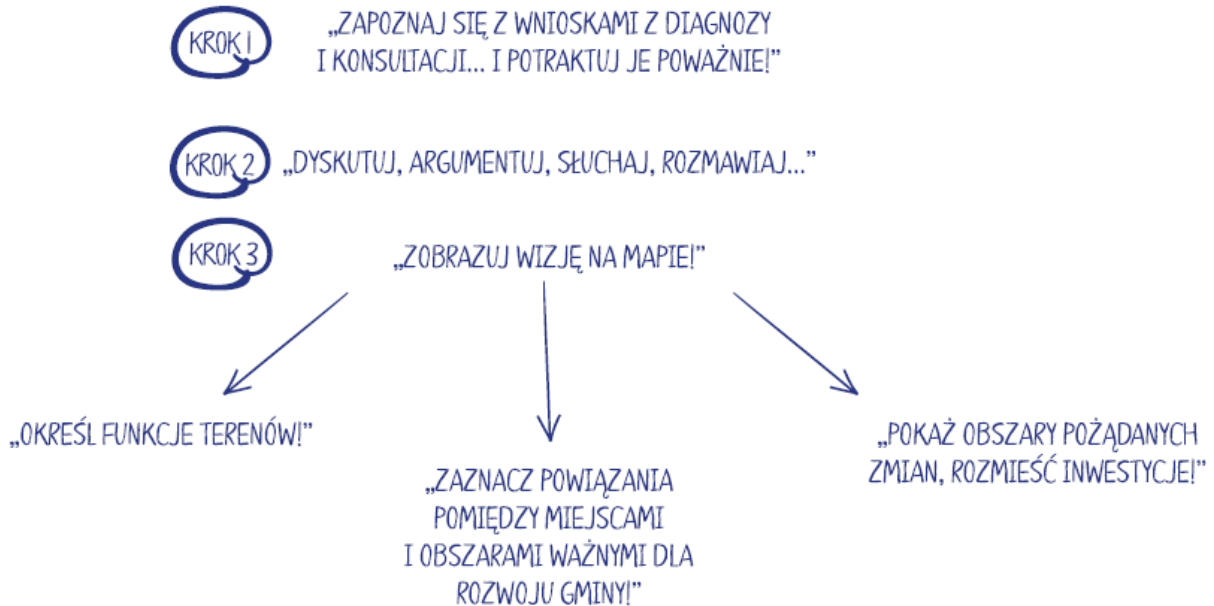 KROK 1
„ZAPOZNAJ SIĘ Z WNIOSKAMI Z DIAGNOZY
I KONSULTACJI... I POTRAKTUJ JE POWAŻNIE!”
KROK 2
„DYSKUTUJ, ARGUMENTUJ, SŁUCHAJ, ROZMAWIAJ...”
KROK 3
„ZOBRAZUJ WIZJĘ NA MAPIE!”
„OKREŚL FUNKCJE TERENÓW!”
„ZAZNACZ POWIĄZANIA
POMIĘDZY MIEJSCAMI
I OBSZARAMI WAŻNYMI DLA
ROZWOJU GMINY!”
„POKAŻ OBSZARY POŻĄDANYCH
ZMIAN, ROZMIEŚĆ INWESTYCJE!”